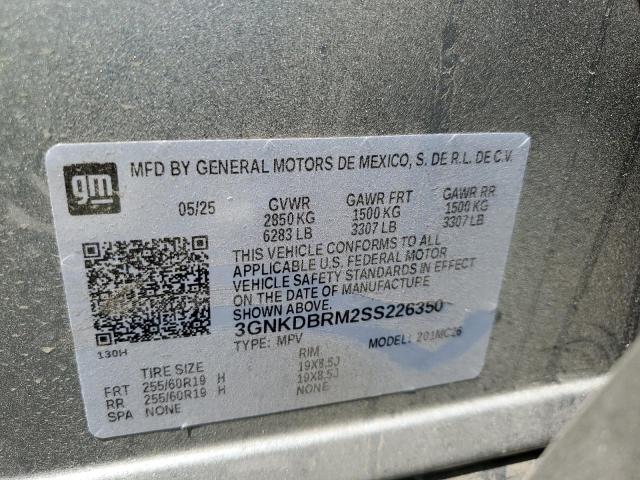 gm
MFD BY GENERAL MOTORS DE MEXICO, S. DE R.L. DE C.V.
05/25 GVWR GAWR FRT GAWR RR
2850 KG 1500 KG 1500 KG
6283 LB 3307 LB 3307 LB
THIS VEHICLE CONFORMS TO ALL
APPLICABLE U.S. FEDERAL MOTOR
VEHICLE SAFETY STANDARDS IN EFFECT
ON THE DATE OF MANUFACTURE
SHOWN ABOVE.
3GNKDBRM2SS226350
TYPE: MPV MODEL: 201MC26
130H
TIRE SIZE RIM
FRT 255/60R19 H 19X8.5J
RR 255/60R19 H 19X8.5J
SPA NONE NONE